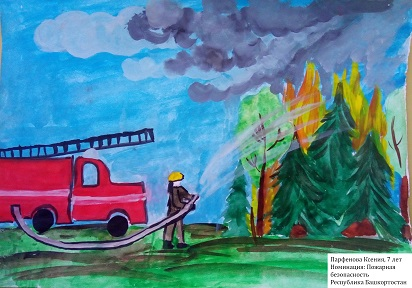 Парфенова Ксения, 7 лет
Номинация: Пожарная
безопасность
Республика Башкортостан